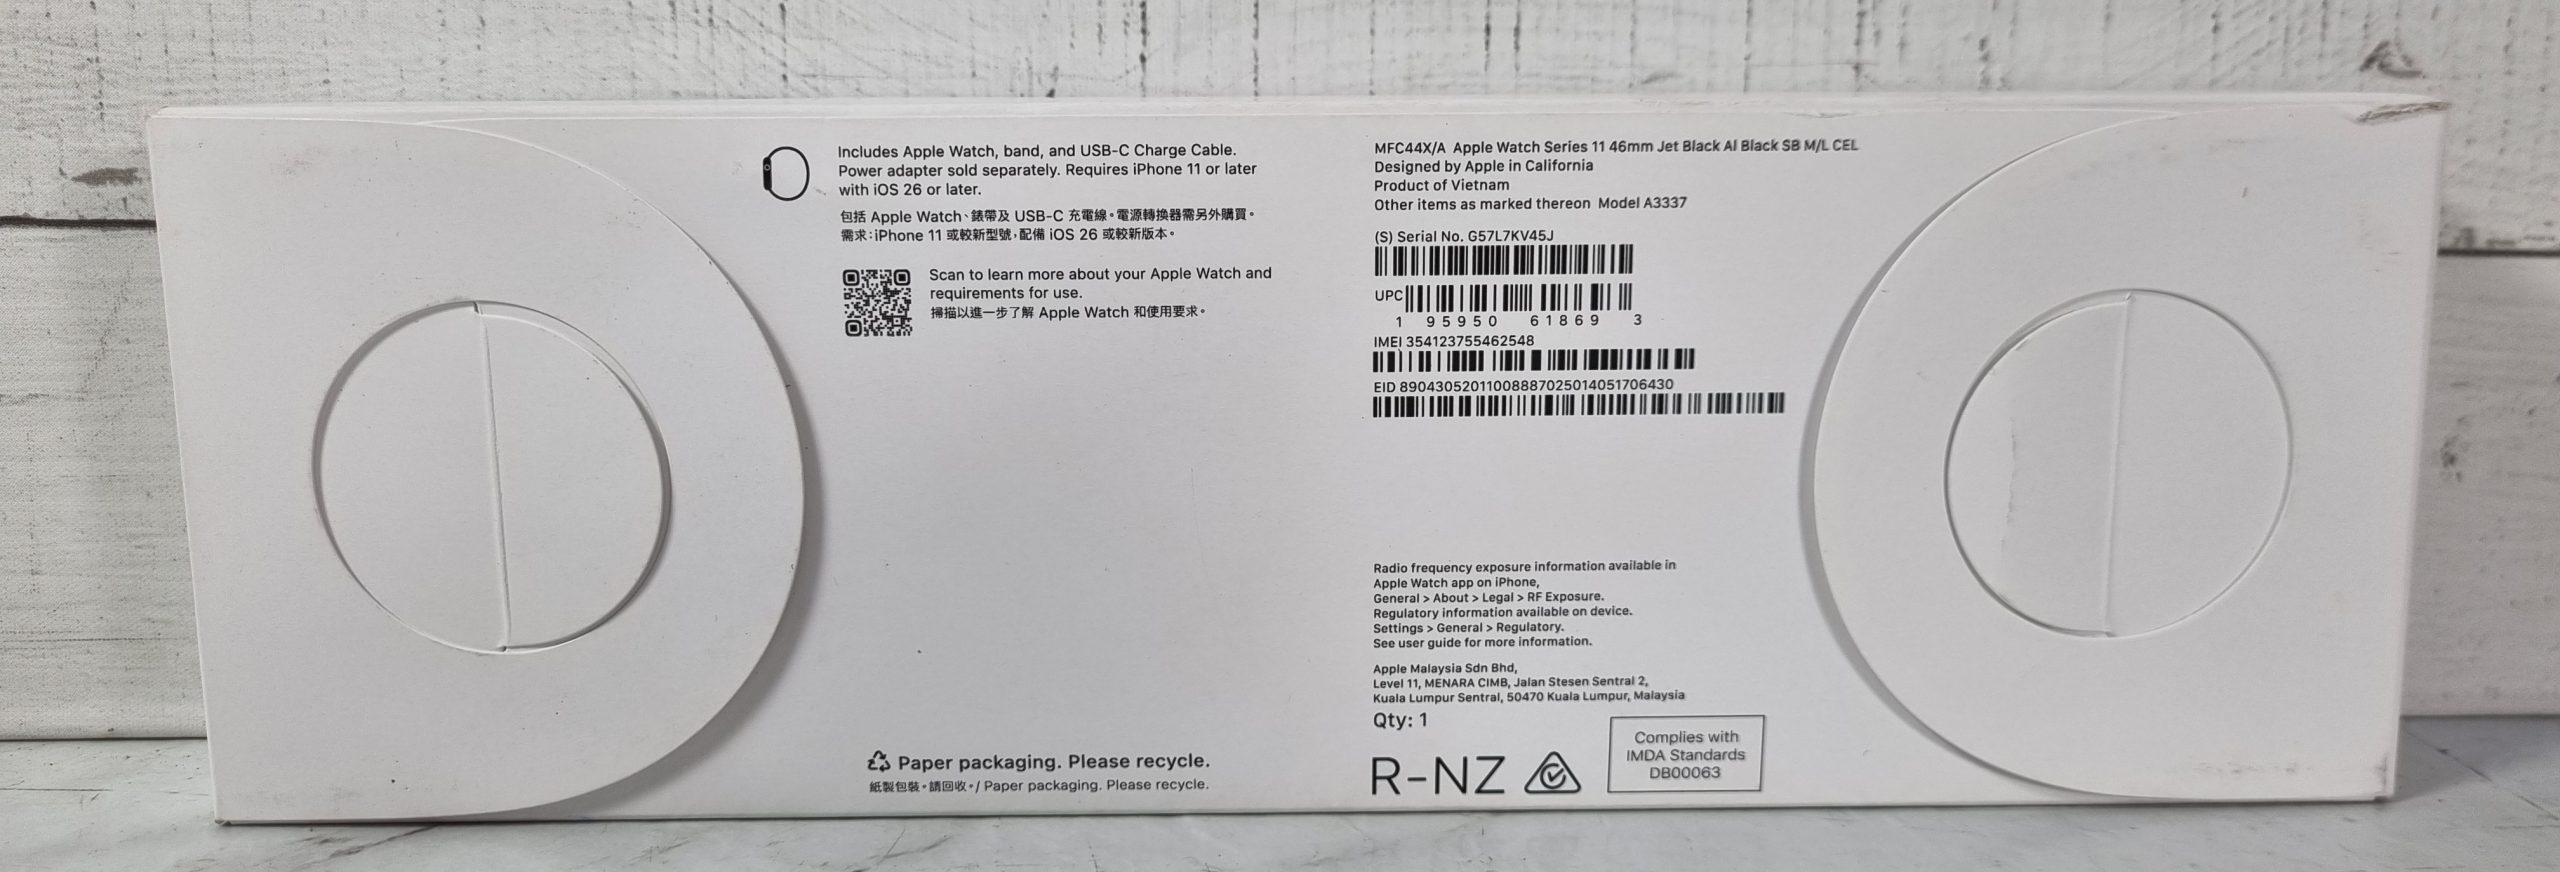 Includes Apple Watch, band, and USB-C Charge Cable.
Power adapter sold separately. Requires iPhone 11 or later
with iOS 26 or later.
包括 Apple Watch、錶帶及 USB-C 充電線。電源轉換器需另外購買。
需求：iPhone 11 或較新型號，配備 iOS 26 或較新版本。
Scan to learn more about your Apple Watch and
requirements for use.
掃描以進一步了解 Apple Watch 和使用要求。
Paper packaging. Please recycle.
紙製包裝。請回收。/ Paper packaging. Please recycle.
MFC44X/A Apple Watch Series 11 46mm Jet Black Al Black SB M/L CEL
Designed by Apple in California
Product of Vietnam
Other items as marked thereon Model A3337
(S) Serial No. G57L7KV45J
UPC
1 95950 61869 3
IMEI 354123755462548
EID 89043052011008887025014051706430
Radio frequency exposure information available in
Apple Watch app on iPhone,
General > About > Legal > RF Exposure.
Regulatory information available on device.
Settings > General > Regulatory.
See user guide for more information.
Apple Malaysia Sdn Bhd,
Level 11, MENARA CIMB, Jalan Stesen Sentral 2,
Kuala Lumpur Sentral, 50470 Kuala Lumpur, Malaysia
Qty: 1
R-NZ
Complies with
IMDA Standards
DB00063